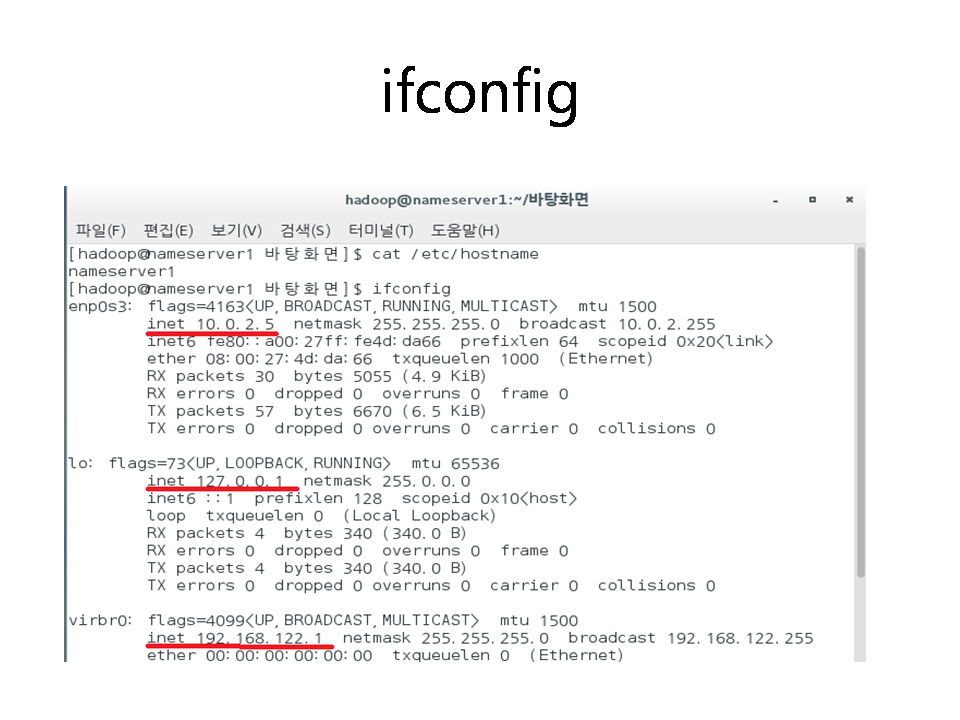 ifconfig
hadoop@nameserver1:~/바탕화면
파일(F) 편집(E) 보기(V) 검색(S) 터미널(T) 도움말(H)
[hadoop@nameserver1 바탕화면]$ cat /etc/hostname
nameserver1
[hadoop@nameserver1 바탕화면]$ ifconfig
enp0s3: flags=4163<UP,BROADCAST,RUNNING,MULTICAST>  mtu 1500
inet 10.0.2.5  netmask 255.255.255.0  broadcast 10.0.2.255
inet6 fe80::a00:27ff:fe4d:da66  prefixlen 64  scopeid 0x20<link>
ether 08:00:27:4d:da:66  txqueuelen 1000  (Ethernet)
RX packets 30  bytes 5055 (4.9 KiB)
RX errors 0  dropped 0  overruns 0  frame 0
TX packets 57  bytes 6670 (6.5 KiB)
TX errors 0  dropped 0 overruns 0  carrier 0  collisions 0
lo: flags=73<UP,LOOPBACK,RUNNING>  mtu 65536
inet 127.0.0.1  netmask 255.0.0.0
inet6 ::1  prefixlen 128  scopeid 0x10<host>
loop  txqueuelen 0  (Local Loopback)
RX packets 4  bytes 340 (340.0 B)
RX errors 0  dropped 0  overruns 0  frame 0
TX packets 4  bytes 340 (340.0 B)
TX errors 0  dropped 0 overruns 0  carrier 0  collisions 0
virbr0: flags=4099<UP,BROADCAST,MULTICAST>  mtu 1500
inet 192.168.122.1  netmask 255.255.255.0  broadcast 192.168.122.255
ether 00:00:00:00:00:00  txqueuelen 0  (Ethernet)